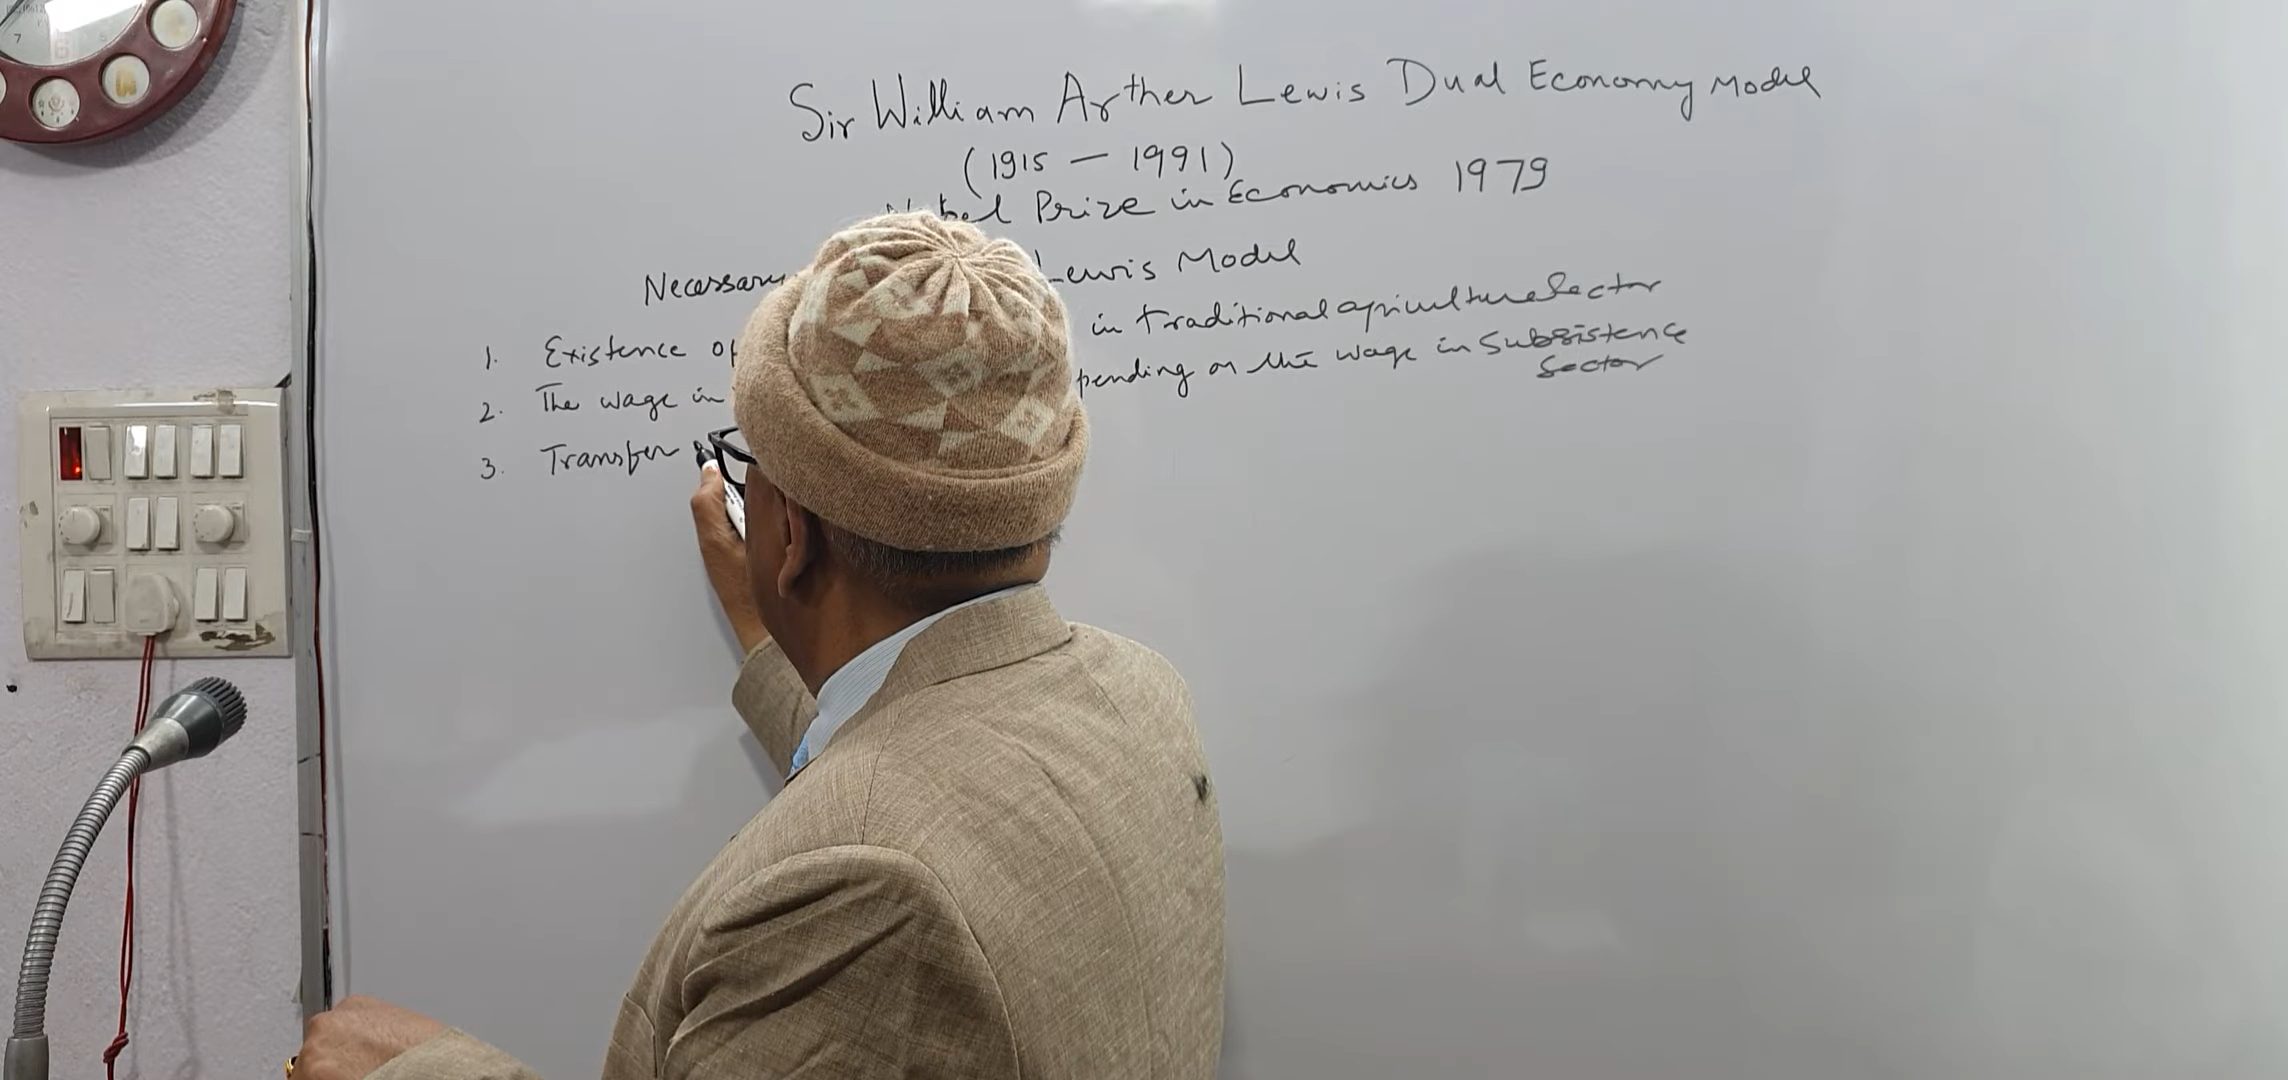 Sir William Arther Lewis Dual Economy Model
(1915 — 1991)
Prize in Economics 1979
Necessary Lewis Model
1. Existence of in traditional agriculture Sector
2. The wage in pending on the wage in Subsistence
Sector
3. Transfer